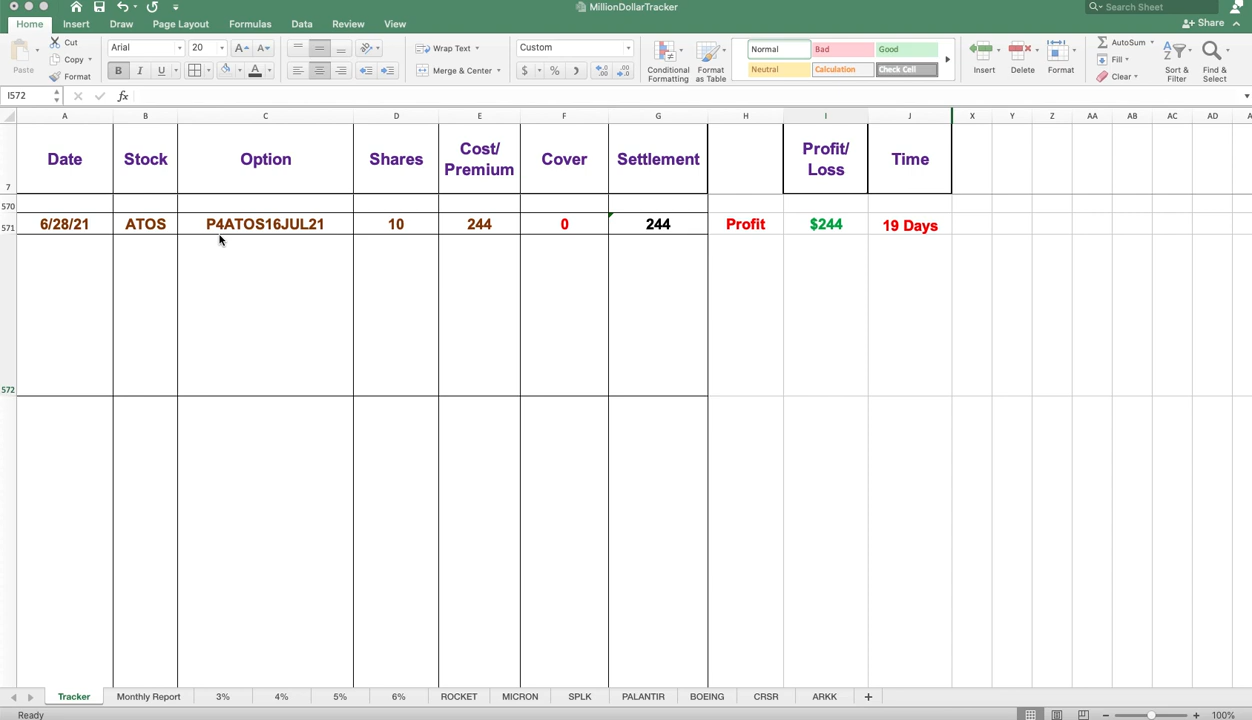 MillionDollarTracker
Search Sheet
Home Insert Draw Page Layout Formulas Data Review View
Share
Paste
Cut
Copy
Format
Arial 20
B I U
Wrap Text
Merge & Center
Custom
$ % )
Conditional Formatting
Format as Table
Normal Bad Good
Neutral Calculation Check Cell
Insert Delete Format
AutoSum
Fill
Clear
Sort & Filter
Find & Select
I572 fx
A B C D E F G H I J X Y Z AA AB AC AD
7 Date Stock Option Shares Cost/ Premium Cover Settlement Profit/ Loss Time
570
571 6/28/21 ATOS P4ATOS16JUL21 10 244 0 244 Profit $244 19 Days
572
Tracker Monthly Report 3% 4% 5% 6% ROCKET MICRON SPLK PALANTIR BOEING CRSR ARKK +
Ready 100%